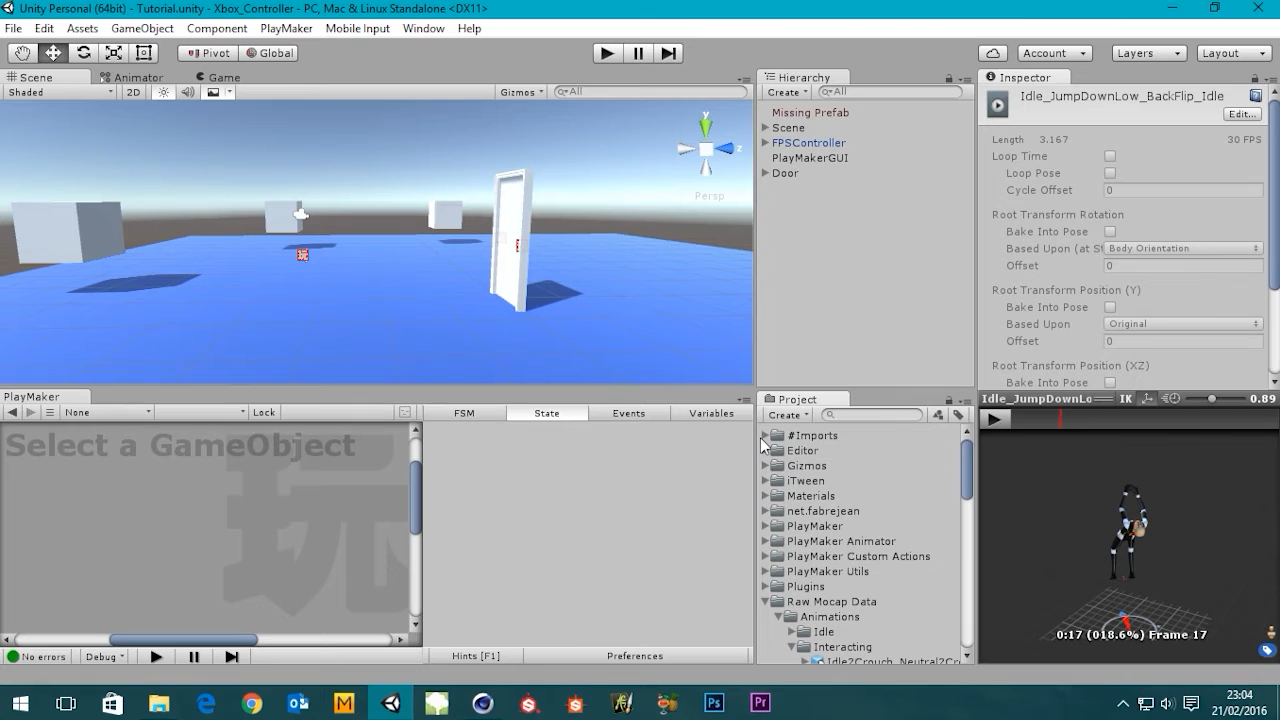 Unity Personal (64bit) - Tutorial.unity - Xbox_Controller - PC, Mac & Linux Standalone <DX11>
File Edit Assets GameObject Component PlayMaker Mobile Input Window Help
Pivot Global Account Layers Layout
Scene Animator Game
Shaded 2D Gizmos All
Persp
y
z
Hierarchy
Create All
Missing Prefab
Scene
FPSController
PlayMakerGUI
Door
Inspector
Idle_JumpDownLow_BackFlip_Idle
Edit...
Length 3.167 30 FPS
Loop Time
Loop Pose
Cycle Offset 0
Root Transform Rotation
Bake Into Pose
Based Upon (at St Body Orientation
Offset 0
Root Transform Position (Y)
Bake Into Pose
Based Upon Original
Offset 0
Root Transform Position (XZ)
Bake Into Pose
Idle_JumpDownLo IK 0.89
0:17 (018.6%) Frame 17
PlayMaker
None Lock
Select a GameObject
玩
No errors Debug
FSM State Events Variables
Hints [F1] Preferences
Project
Create
#Imports
Editor
Gizmos
iTween
Materials
net.fabrejean
PlayMaker
PlayMaker Animator
PlayMaker Custom Actions
PlayMaker Utils
Plugins
Raw Mocap Data
Animations
Idle
Interacting
Idle2Crouch_Neutral2Cr
23:04
21/02/2016